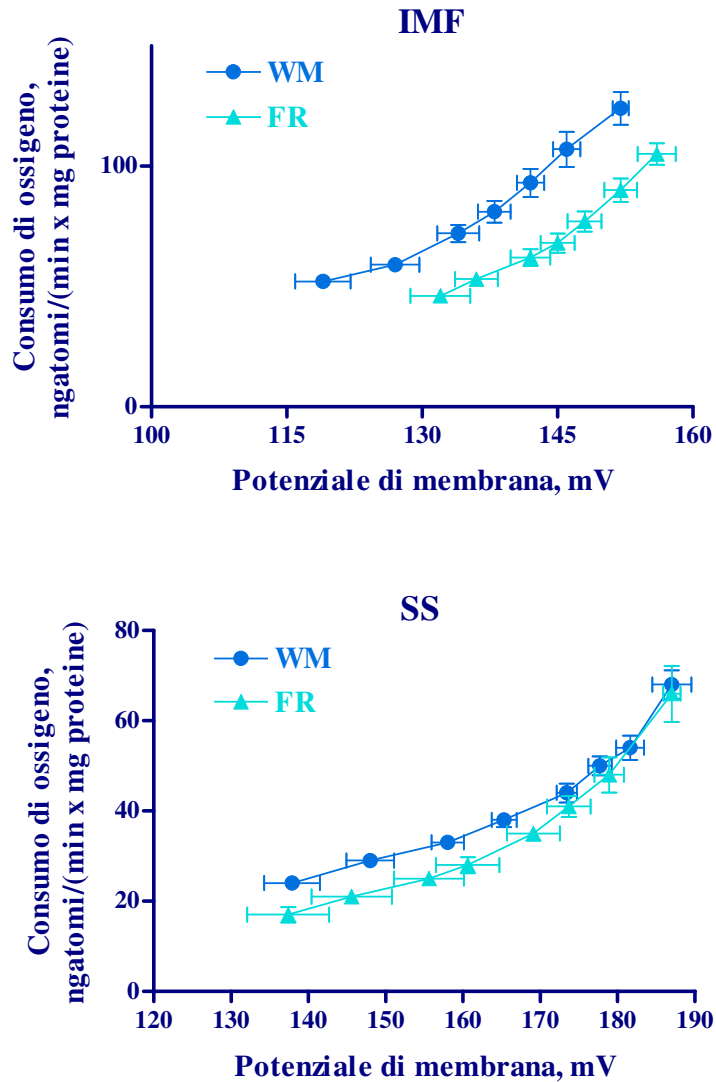 IMF
WM
FR
Consumo di ossigeno,
ngatomi/(min x mg proteine)
100
0
100 115 130 145 160
Potenziale di membrana, mV
SS
WM
FR
Consumo di ossigeno,
ngatomi/(min x mg proteine)
80
60
40
20
0
120 130 140 150 160 170 180 190
Potenziale di membrana, mV